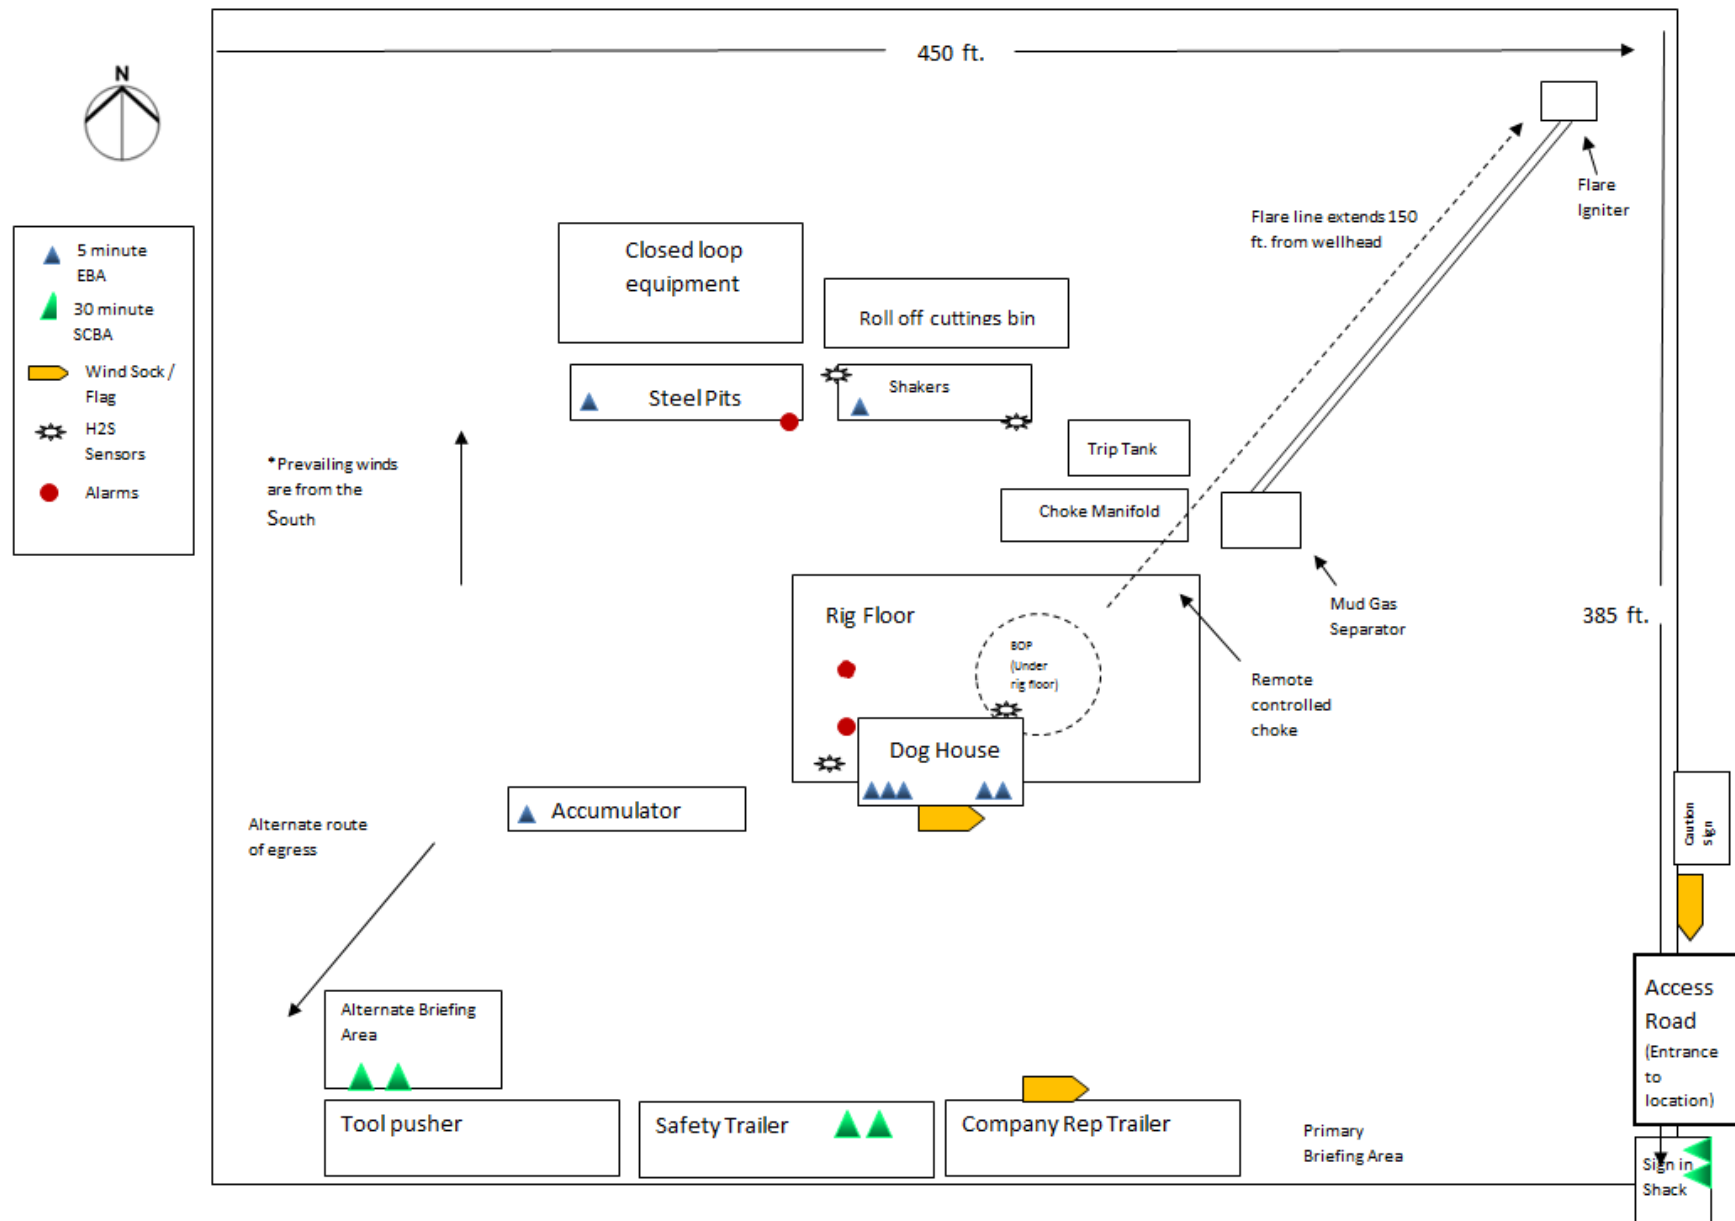 450 ft.
N
Flare
Igniter
Flare line extends 150
ft. from wellhead
5 minute
EBA
30 minute
SCBA
Wind Sock /
Flag
H2S
Sensors
Alarms
Closed loop
equipment
Roll off cuttings bin
Steel Pits
Shakers
Trip Tank
Choke Manifold
*Prevailing winds
are from the
South
Mud Gas
Separator
385 ft.
Rig Floor
BOP
(Under
rig floor)
Remote
controlled
choke
Dog House
Accumulator
Alternate route
of egress
Caution
Sign
Access
Road
(Entrance
to
location)
Alternate Briefing
Area
Tool pusher
Safety Trailer
Company Rep Trailer
Primary
Briefing Area
Sign in
Shack